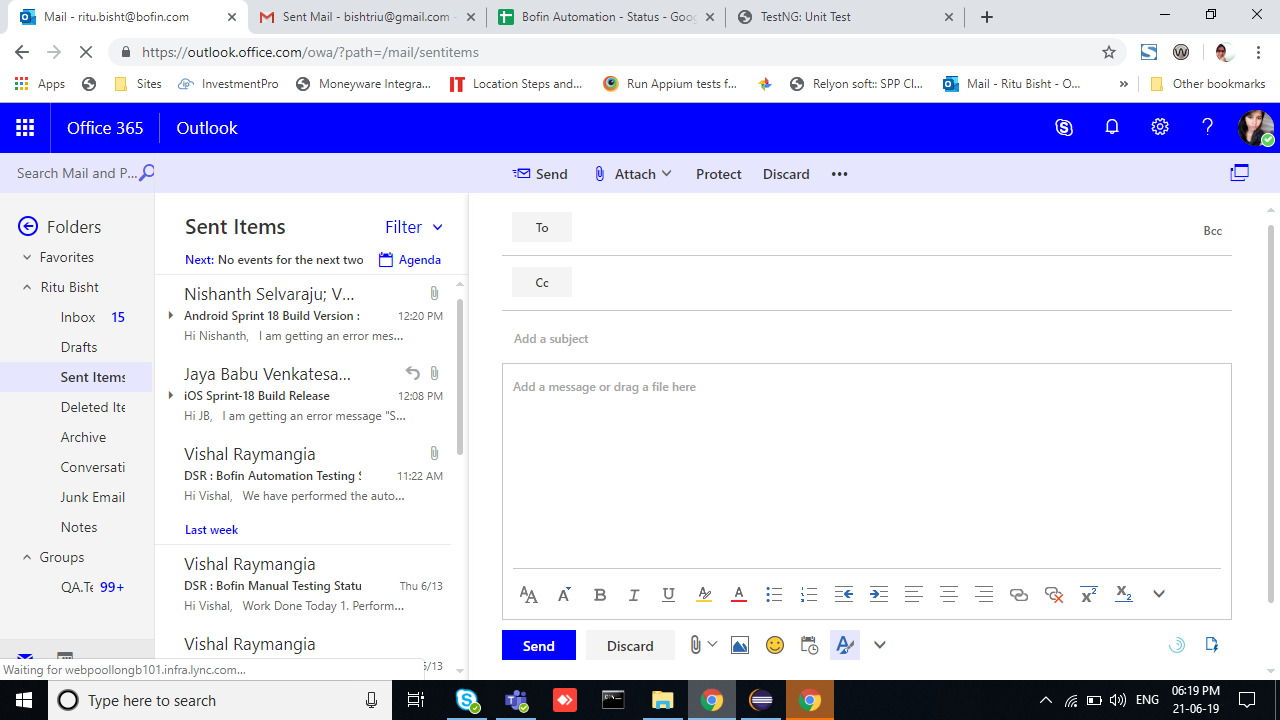 Mail - ritu.bisht@bofin.com
Sent Mail - bishtriu@gmail.com -
Bofin Automation - Status - Goo
TestNG: Unit Test
https://outlook.office.com/owa/?path=/mail/sentitems
Apps
Sites
InvestmentPro
Moneyware Integra...
Location Steps and...
Run Appium tests f...
Relyon soft:: SPP Cl...
Mail - Ritu Bisht - O...
Other bookmarks
Office 365
Outlook
Search Mail and P...
Send
Attach
Protect
Discard
Folders
Favorites
Ritu Bisht
Inbox 15
Drafts
Sent Items
Deleted Ite
Archive
Conversati
Junk Email
Notes
Groups
QA.Te 99+
Sent Items
Filter
Next: No events for the next two
Agenda
Nishanth Selvaraju; V...
Android Sprint 18 Build Version : 12:20 PM
Hi Nishanth, I am getting an error mes...
Jaya Babu Venkatesa...
iOS Sprint-18 Build Release 12:08 PM
Hi JB, I am getting an error message "S...
Vishal Raymangia
DSR : Bofin Automation Testing S 11:22 AM
Hi Vishal, We have performed the auto...
Last week
Vishal Raymangia
DSR : Bofin Manual Testing Statu Thu 6/13
Hi Vishal, Work Done Today 1. Perform...
Vishal Raymangia
6/13
Waiting for webpoollongb101.infra.lync.com...
To
Bcc
Cc
Add a subject
Add a message or drag a file here
Send
Discard
Type here to search
ENG
06:19 PM
21-06-19